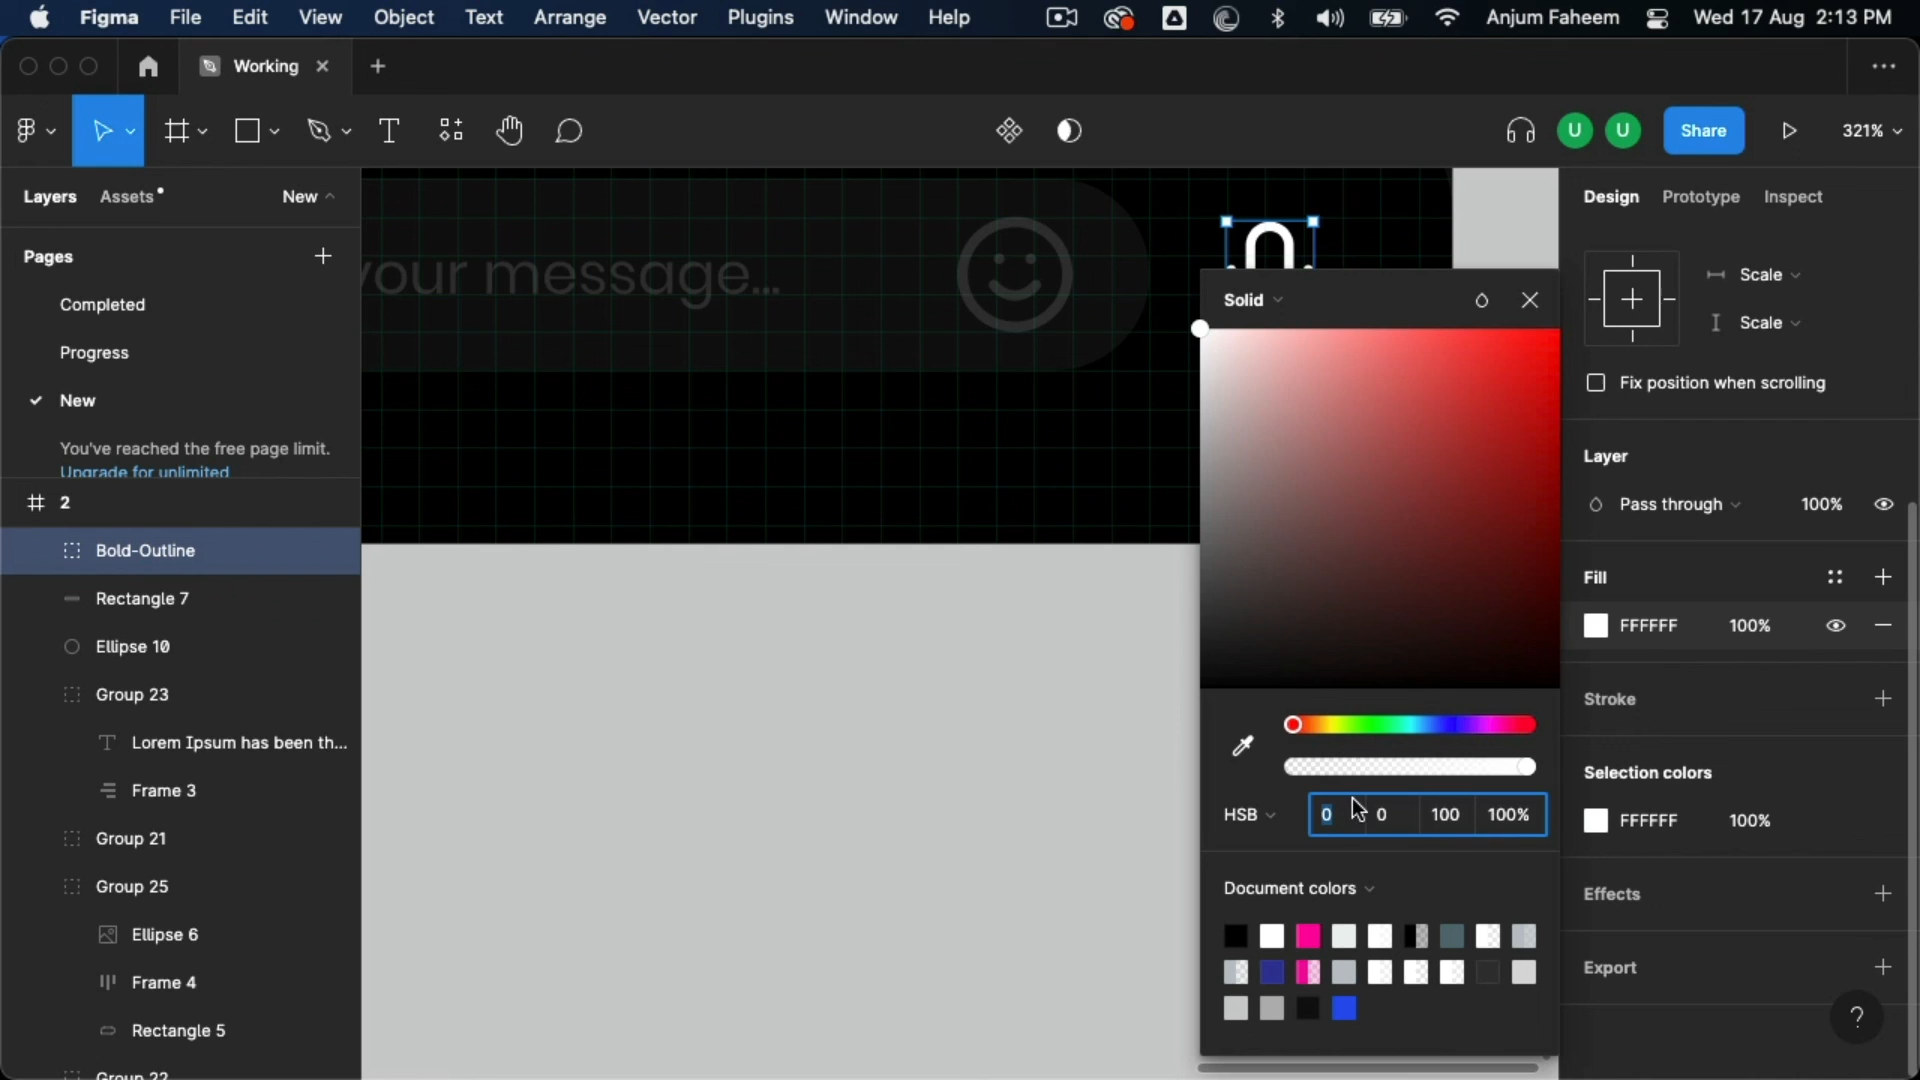 Figma File Edit View Object Text Arrange Vector Plugins Window Help Anjum Faheem Wed 17 Aug 2:13 PM
Working
U U Share 321%
Layers Assets New
Pages
Completed
Progress
New
You've reached the free page limit.
Upgrade for unlimited
2
Bold-Outline
Rectangle 7
Ellipse 10
Group 23
Lorem Ipsum has been th...
Frame 3
Group 21
Group 25
Ellipse 6
Frame 4
Rectangle 5
Group 22
your message...
Solid
HSB 0 0 100 100%
Document colors
Design Prototype Inspect
Scale
Scale
Fix position when scrolling
Layer
Pass through 100%
Fill
FFFFFF 100%
Stroke
Selection colors
FFFFFF 100%
Effects
Export
?